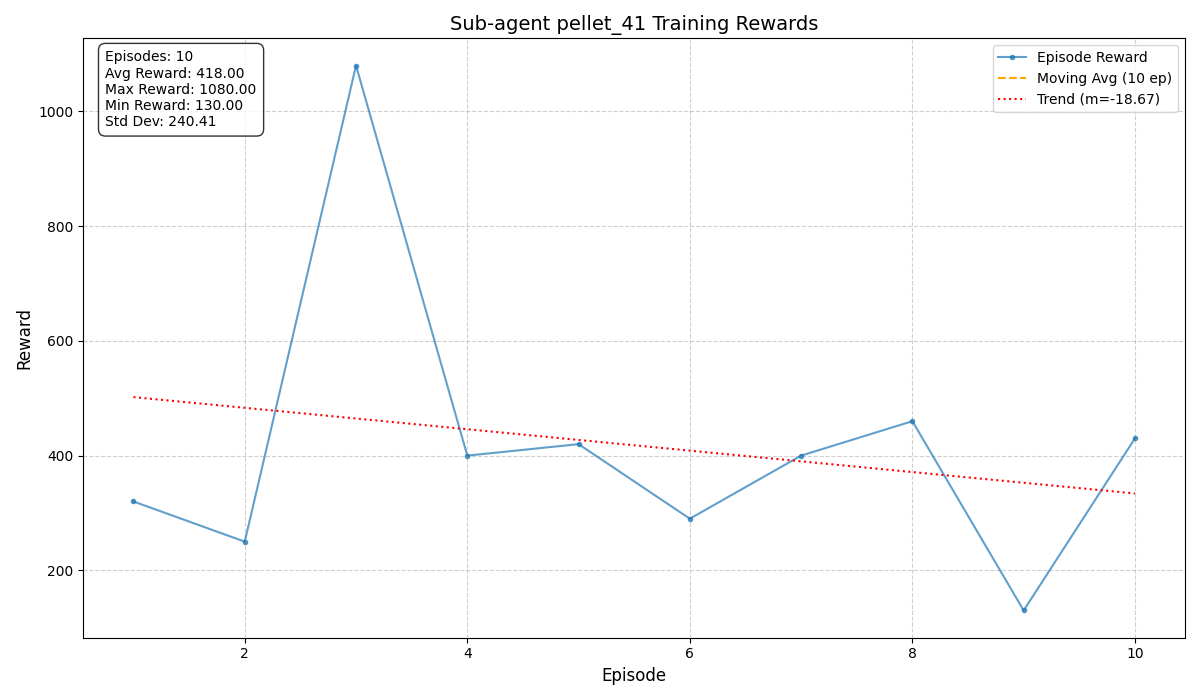 Sub-agent pellet_41 Training Rewards
Episodes: 10
Avg Reward: 418.00
Max Reward: 1080.00
Min Reward: 130.00
Std Dev: 240.41
Episode Reward
Moving Avg (10 ep)
Trend (m=-18.67)
Reward
1000
800
600
400
200
2 4 6 8 10
Episode